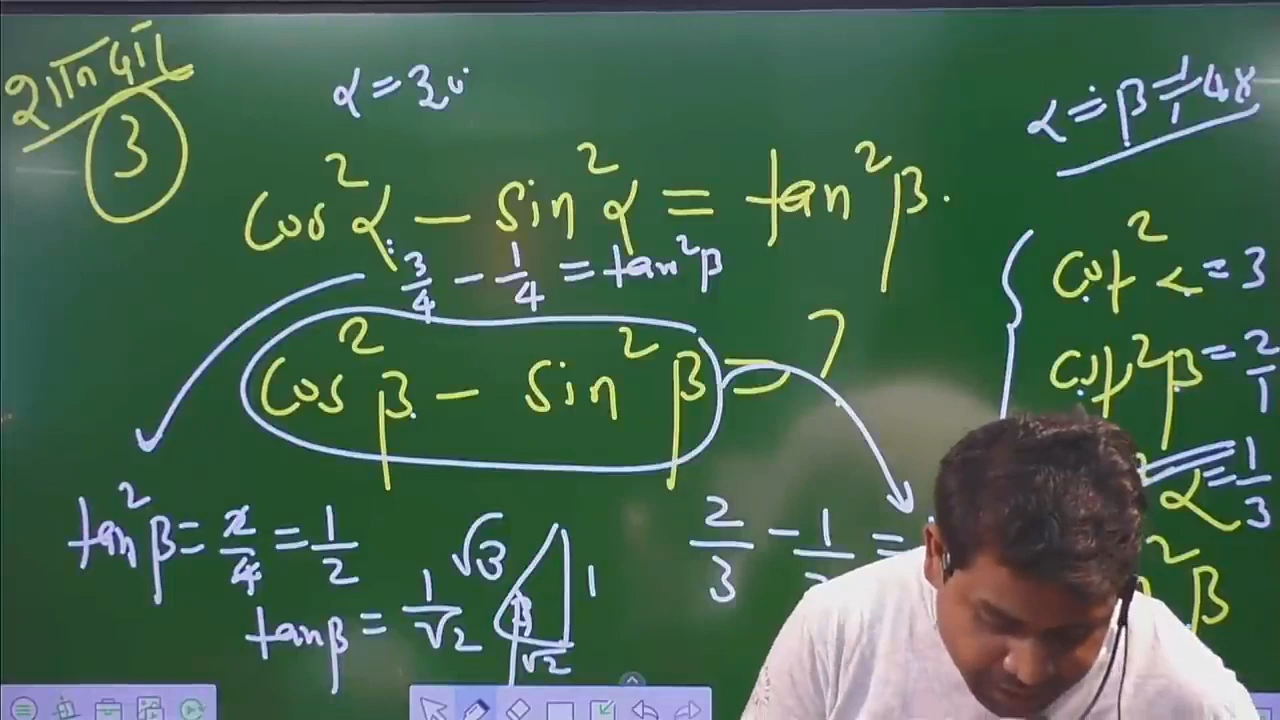 3
α = 30
cos²α – sin²α = tan²β.
3/4 – 1/4 = tan²β
cos²β – sin²β = ?
tan²β = 2/4 = 1/2
tanβ = 1/√2
√3
1
β
√2
2/3 – 1/3 =
cot²α = 3
cot²β = 2/1
α = 1/3
²β